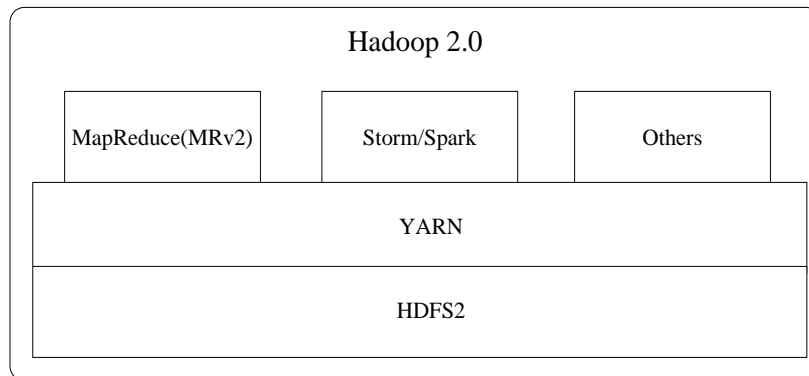 Hadoop 2.0
MapReduce(MRv2)
Storm/Spark
Others
YARN
HDFS2